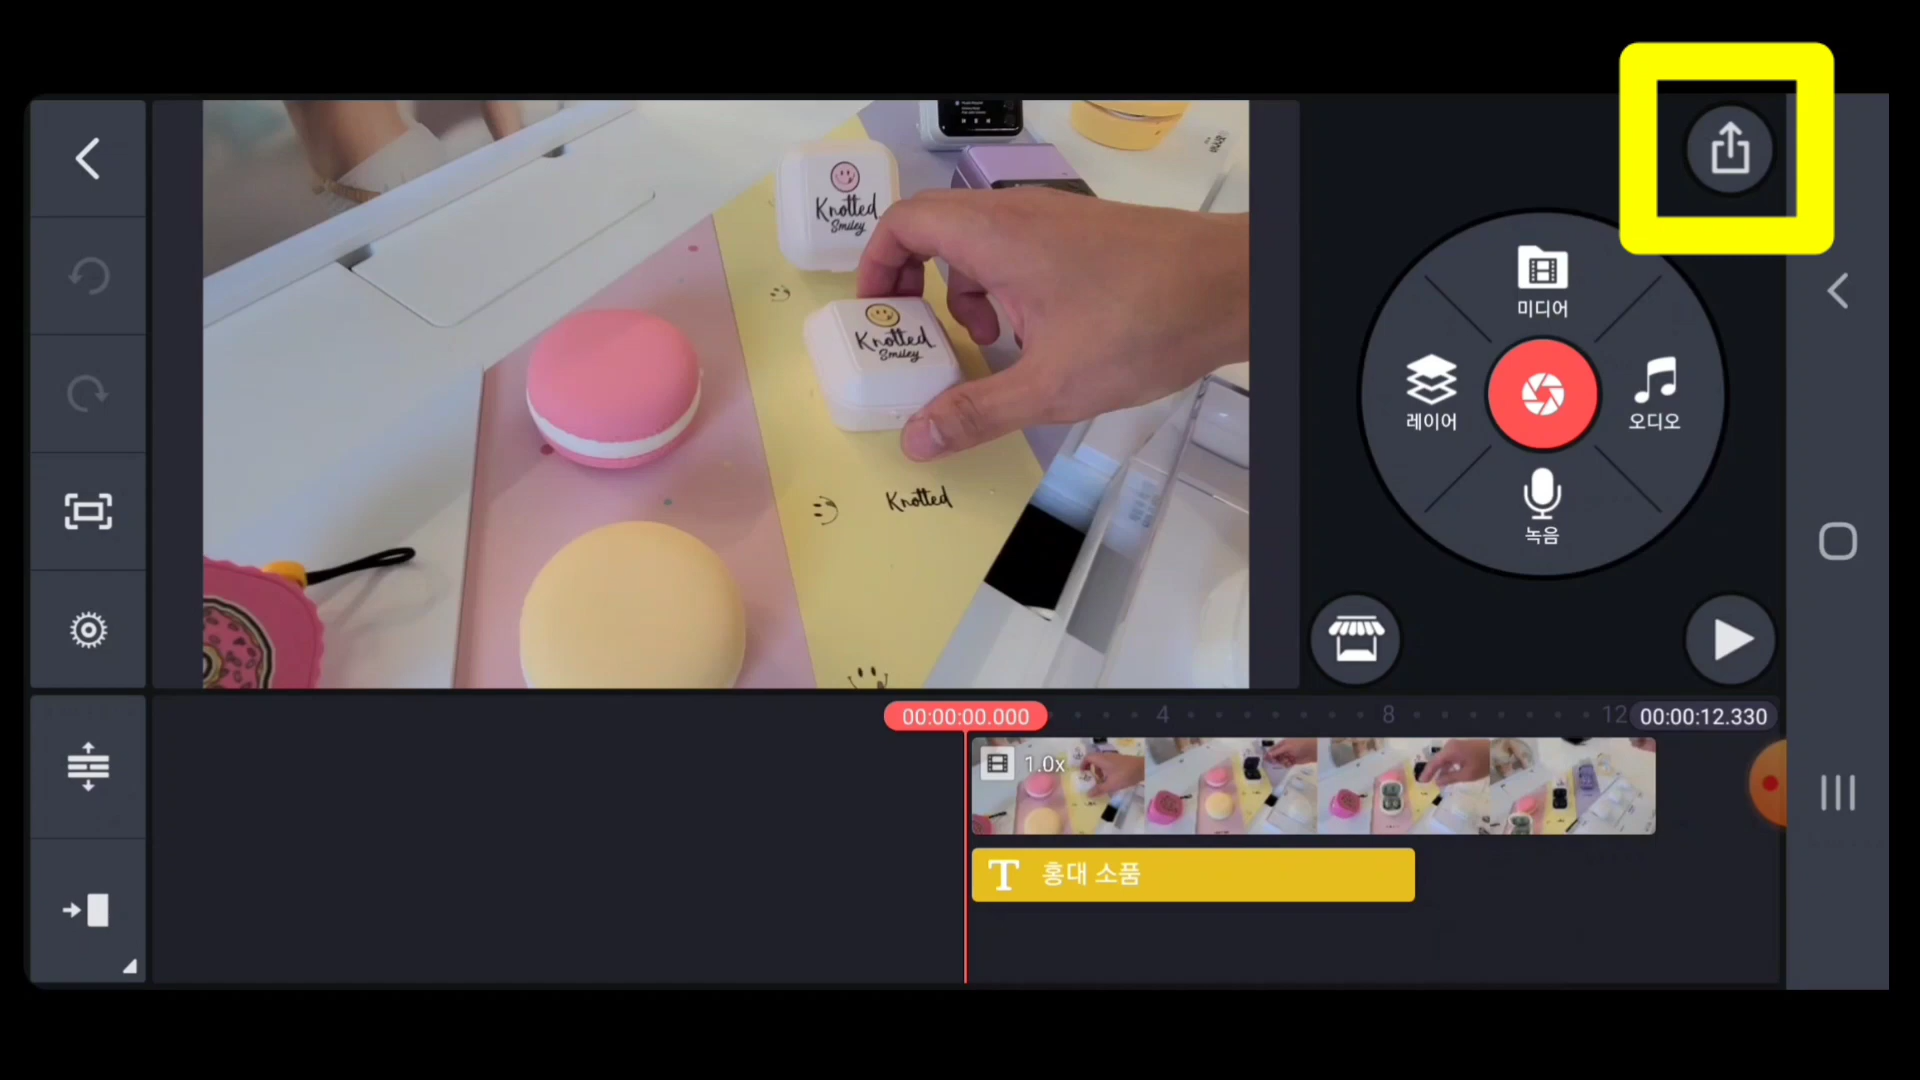 Knotted
Smiley
Knotted
Smiley
Knotted
미디어
레이어
오디오
녹음
00:00:00.000
4
8
12
00:00:12.330
1.0x
T 홍대 소품